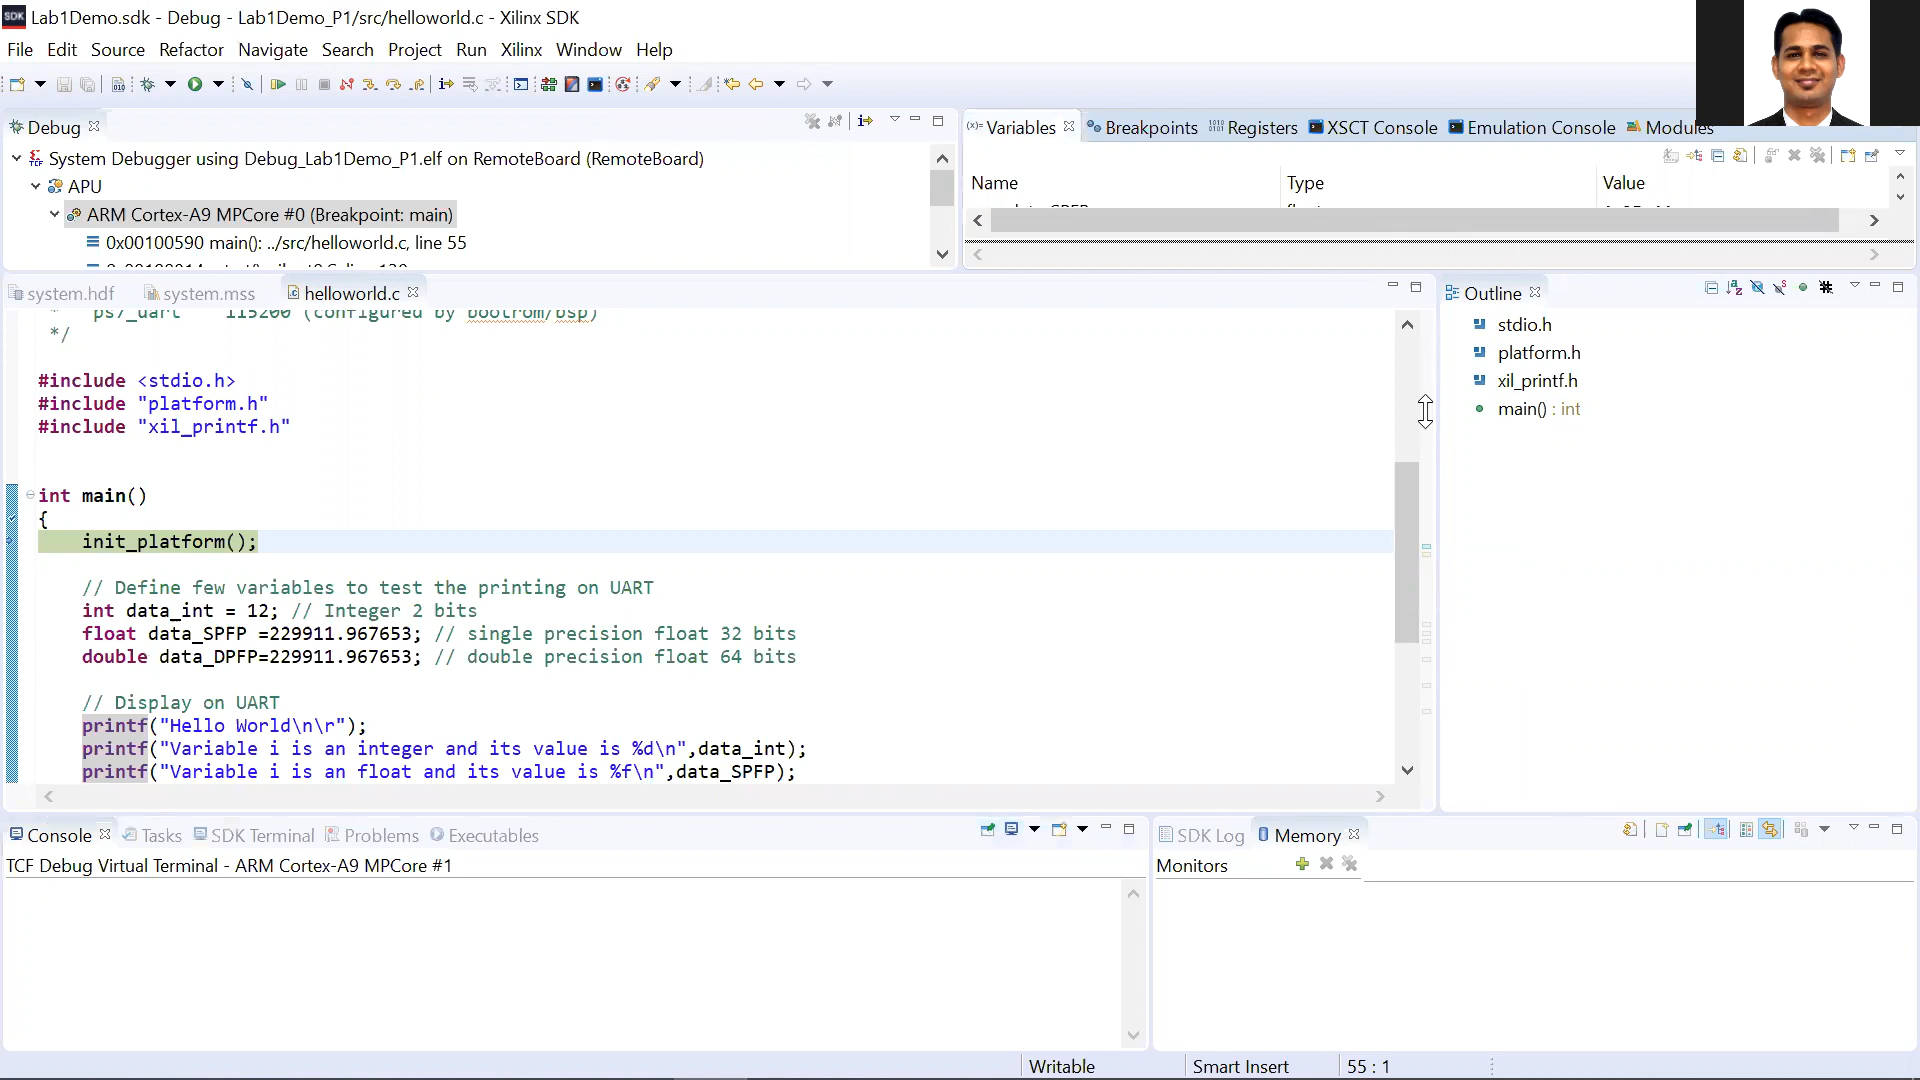 SDK Lab1Demo.sdk - Debug - Lab1Demo_P1/src/helloworld.c - Xilinx SDK
File Edit Source Refactor Navigate Search Project Run Xilinx Window Help
Debug
System Debugger using Debug_Lab1Demo_P1.elf on RemoteBoard (RemoteBoard)
APU
ARM Cortex-A9 MPCore #0 (Breakpoint: main)
0x00100590 main(): ../src/helloworld.c, line 55
Variables Breakpoints Registers XSCT Console Emulation Console Modules
Name Type Value
system.hdf system.mss helloworld.c
* ps7_uart 115200 (configured by bootrom/bsp)
*/
#include <stdio.h>
#include "platform.h"
#include "xil_printf.h"
int main()
{
init_platform();
// Define few variables to test the printing on UART
int data_int = 12; // Integer 2 bits
float data_SPFP =229911.967653; // single precision float 32 bits
double data_DPFP=229911.967653; // double precision float 64 bits
// Display on UART
printf("Hello World\n\r");
printf("Variable i is an integer and its value is %d\n",data_int);
printf("Variable i is an float and its value is %f\n",data_SPFP);
Outline
stdio.h
platform.h
xil_printf.h
main() : int
Console Tasks SDK Terminal Problems Executables
TCF Debug Virtual Terminal - ARM Cortex-A9 MPCore #1
SDK Log Memory
Monitors
Writable Smart Insert 55 : 1